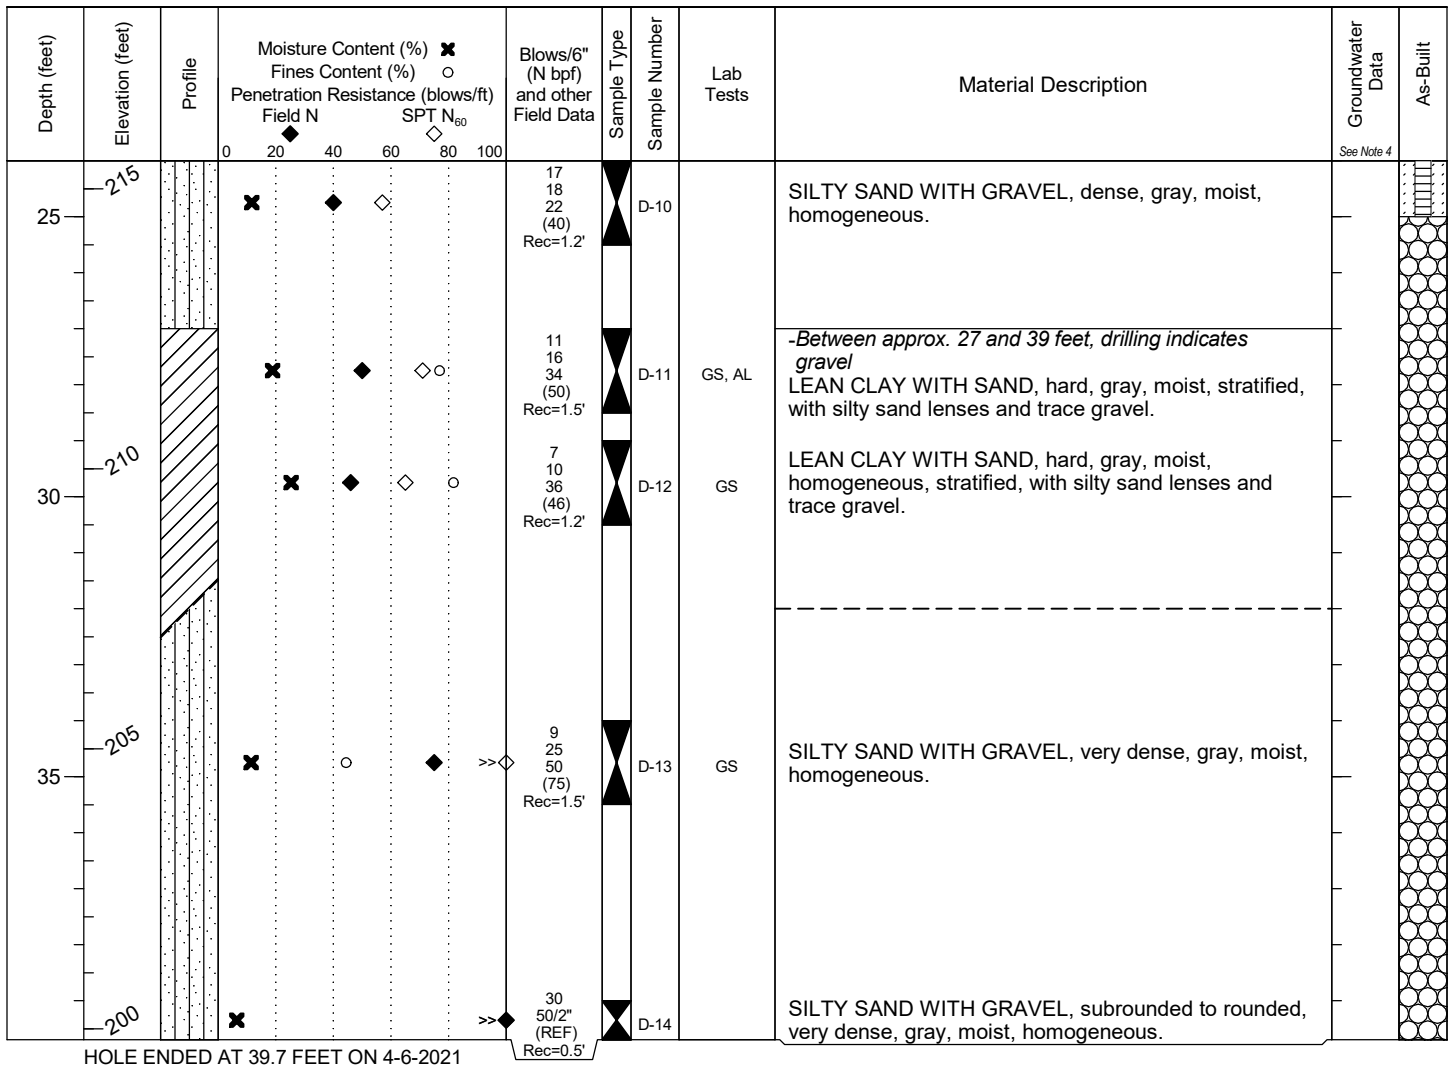 Depth (feet)
Elevation (feet)
Profile
Moisture Content (%)
Fines Content (%)
Penetration Resistance (blows/ft)
Field N SPT N60
0 20 40 60 80 100
Blows/6"
(N bpf)
and other
Field Data
Sample Type
Sample Number
Lab
Tests
Material Description
Groundwater
Data
See Note 4
As-Built
215
25
17
18
22
(40)
Rec=1.2'
D-10
SILTY SAND WITH GRAVEL, dense, gray, moist,
homogeneous.
-Between approx. 27 and 39 feet, drilling indicates
gravel
11
16
34
(50)
Rec=1.5'
D-11
GS, AL
LEAN CLAY WITH SAND, hard, gray, moist, stratified,
with silty sand lenses and trace gravel.
210
30
7
10
36
(46)
Rec=1.2'
D-12
GS
LEAN CLAY WITH SAND, hard, gray, moist,
homogeneous, stratified, with silty sand lenses and
trace gravel.
205
35
>>
9
25
50
(75)
Rec=1.5'
D-13
GS
SILTY SAND WITH GRAVEL, very dense, gray, moist,
homogeneous.
200
>>
30
50/2"
(REF)
Rec=0.5'
D-14
SILTY SAND WITH GRAVEL, subrounded to rounded,
very dense, gray, moist, homogeneous.
HOLE ENDED AT 39.7 FEET ON 4-6-2021